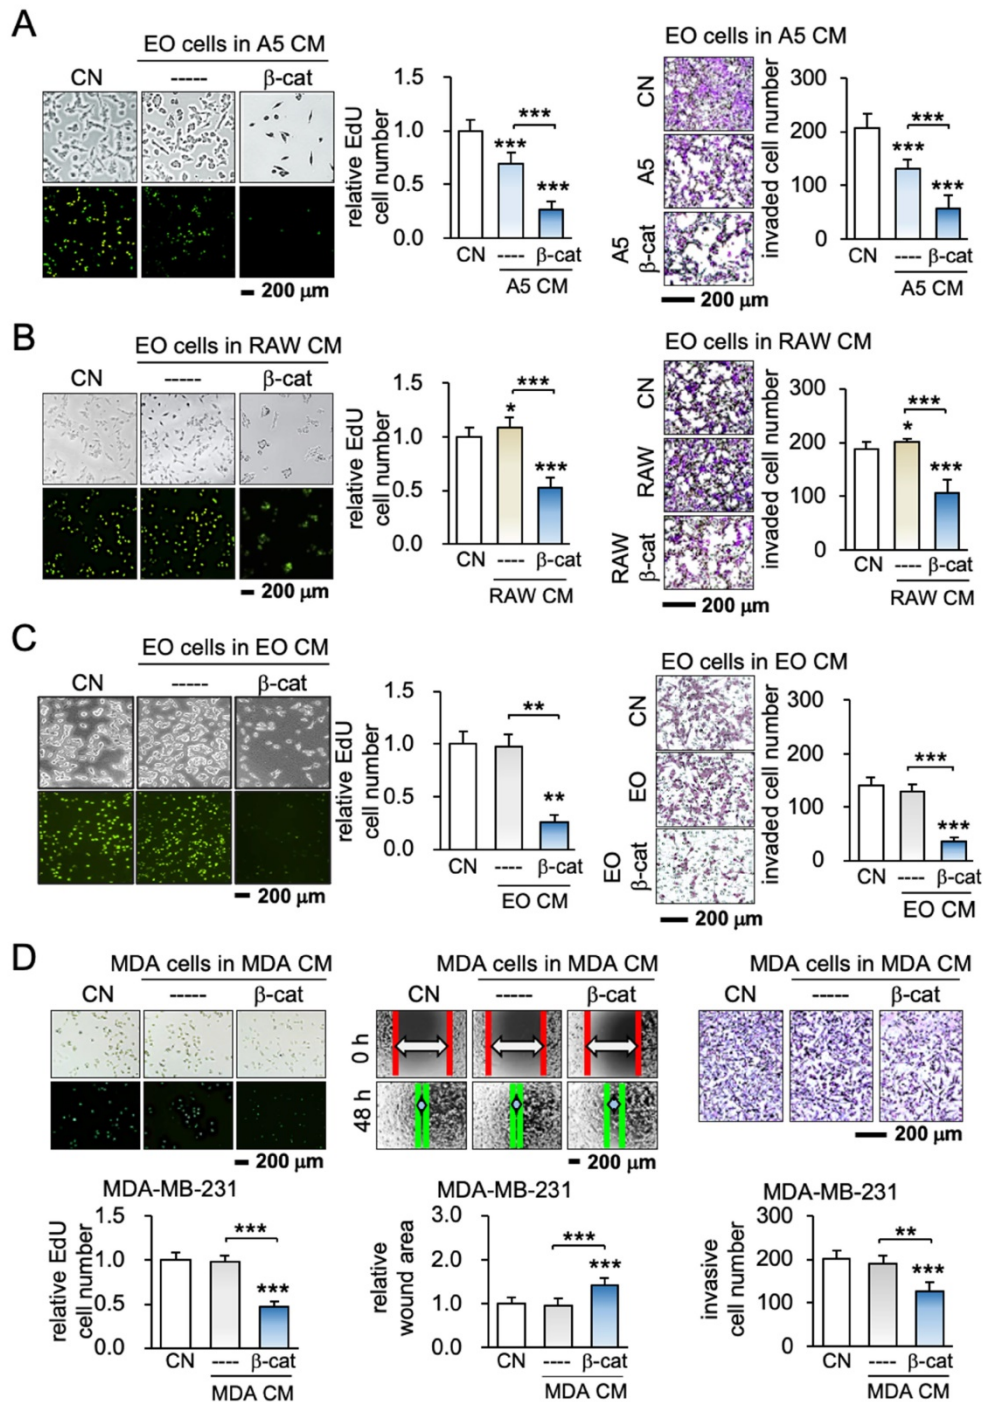 A
EO cells in A5 CM
CN ----- β-cat
200 μm
relative EdU
cell number
1.5
1.0
0.5
0.0
***
***
***
CN ---- β-cat
A5 CM
EO cells in A5 CM
CN
A5
A5
β-cat
200 μm
invaded cell number
300
200
100
0
***
***
***
CN ---- β-cat
A5 CM
B
EO cells in RAW CM
CN ----- β-cat
200 μm
relative EdU
cell number
1.5
1.0
0.5
0.0
***
*
***
CN ---- β-cat
RAW CM
EO cells in RAW CM
CN
RAW
RAW
β-cat
200 μm
invaded cell number
300
200
100
0
***
*
***
CN ---- β-cat
RAW CM
C
EO cells in EO CM
CN ----- β-cat
200 μm
relative EdU
cell number
1.5
1.0
0.5
0.0
**
**
CN ---- β-cat
EO CM
EO cells in EO CM
CN
EO
EO
β-cat
200 μm
invaded cell number
300
200
100
0
***
***
CN ---- β-cat
EO CM
D
MDA cells in MDA CM
CN ----- β-cat
200 μm
MDA cells in MDA CM
CN ----- β-cat
0 h
48 h
200 μm
MDA cells in MDA CM
CN ----- β-cat
200 μm
MDA-MB-231
relative EdU
cell number
1.5
1.0
0.5
0.0
***
***
CN ---- β-cat
MDA CM
MDA-MB-231
relative
wound area
3.0
2.0
1.0
0.0
***
***
CN ---- β-cat
MDA CM
MDA-MB-231
invasive
cell number
300
200
100
0
**
***
CN ---- β-cat
MDA CM